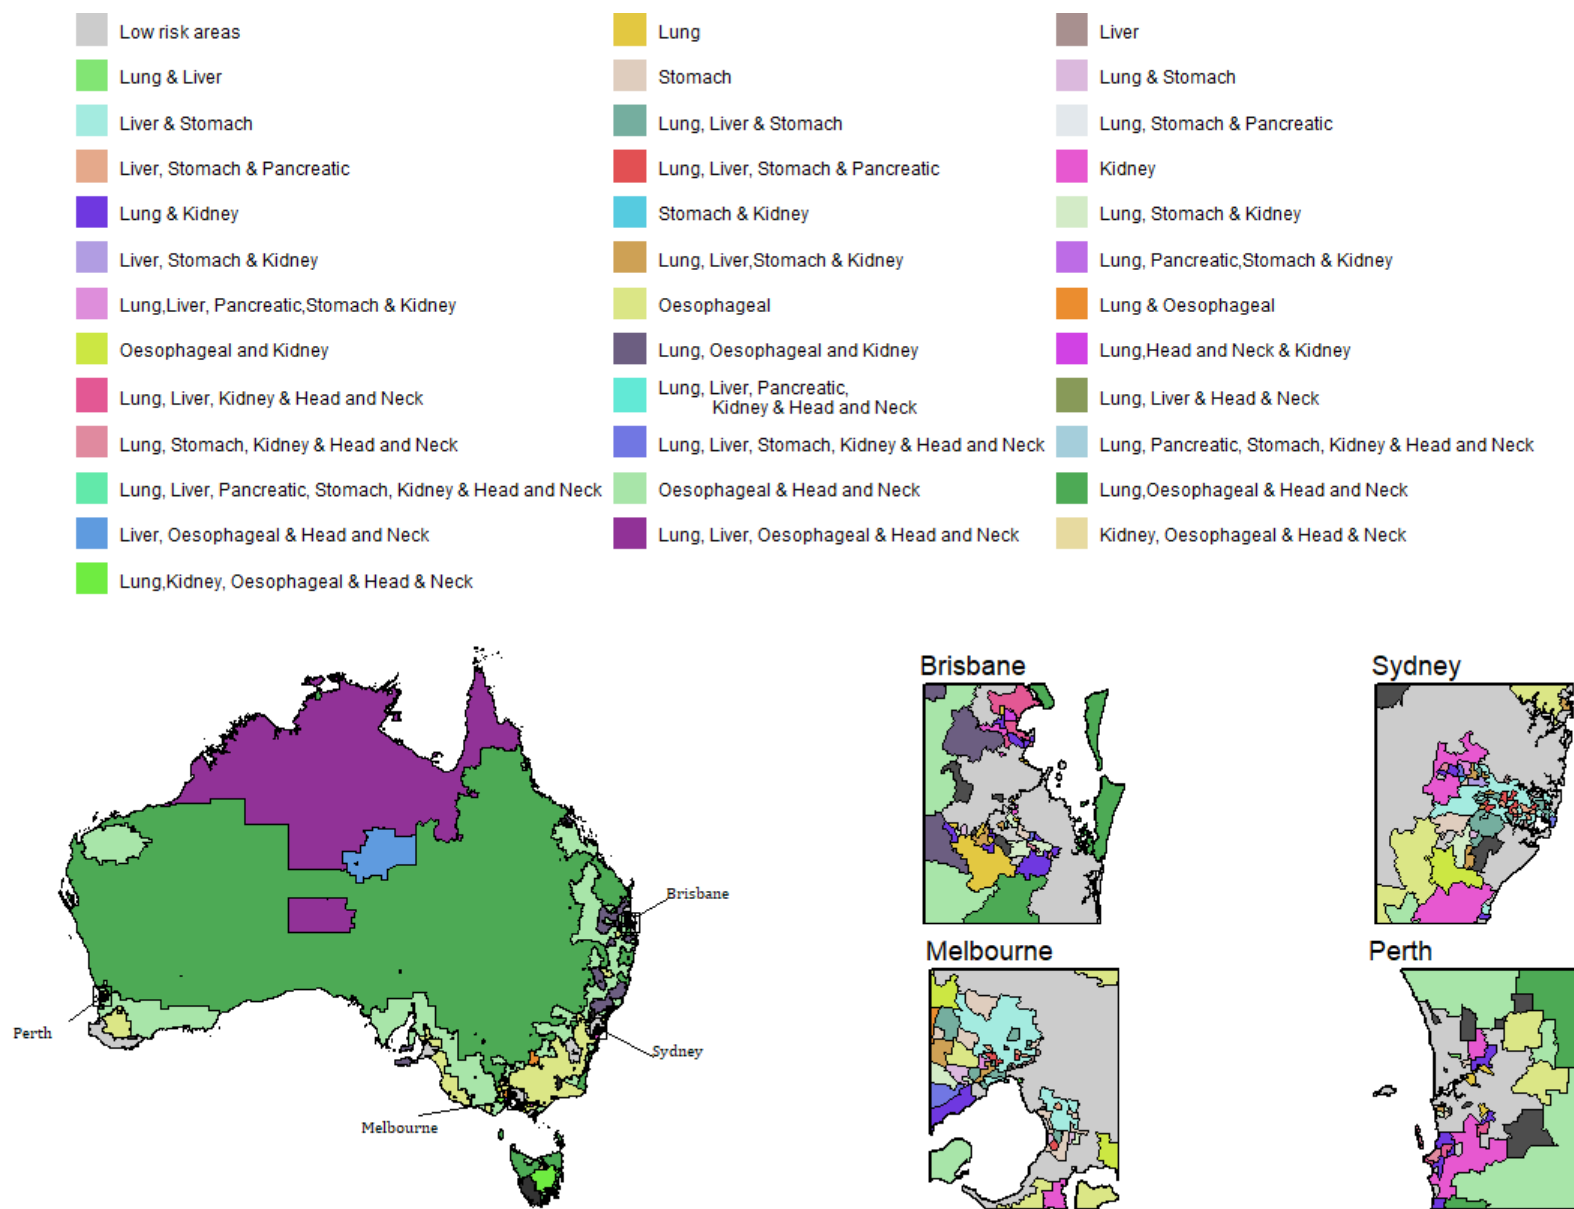 Low risk areas
Lung
Liver
Lung & Liver
Stomach
Lung & Stomach
Liver & Stomach
Lung, Liver & Stomach
Lung, Stomach & Pancreatic
Liver, Stomach & Pancreatic
Lung, Liver, Stomach & Pancreatic
Kidney
Lung & Kidney
Stomach & Kidney
Lung, Stomach & Kidney
Liver, Stomach & Kidney
Lung, Liver,Stomach & Kidney
Lung, Pancreatic,Stomach & Kidney
Lung,Liver, Pancreatic,Stomach & Kidney
Oesophageal
Lung & Oesophageal
Oesophageal and Kidney
Lung, Oesophageal and Kidney
Lung,Head and Neck & Kidney
Lung, Liver, Kidney & Head and Neck
Lung, Liver, Pancreatic,
Kidney & Head and Neck
Lung, Liver & Head & Neck
Lung, Stomach, Kidney & Head and Neck
Lung, Liver, Stomach, Kidney & Head and Neck
Lung, Pancreatic, Stomach, Kidney & Head and Neck
Lung, Liver, Pancreatic, Stomach, Kidney & Head and Neck
Oesophageal & Head and Neck
Lung,Oesophageal & Head and Neck
Liver, Oesophageal & Head and Neck
Lung, Liver, Oesophageal & Head and Neck
Kidney, Oesophageal & Head & Neck
Lung,Kidney, Oesophageal & Head & Neck
Brisbane
Sydney
Brisbane
Melbourne
Perth
Perth
Sydney
Melbourne